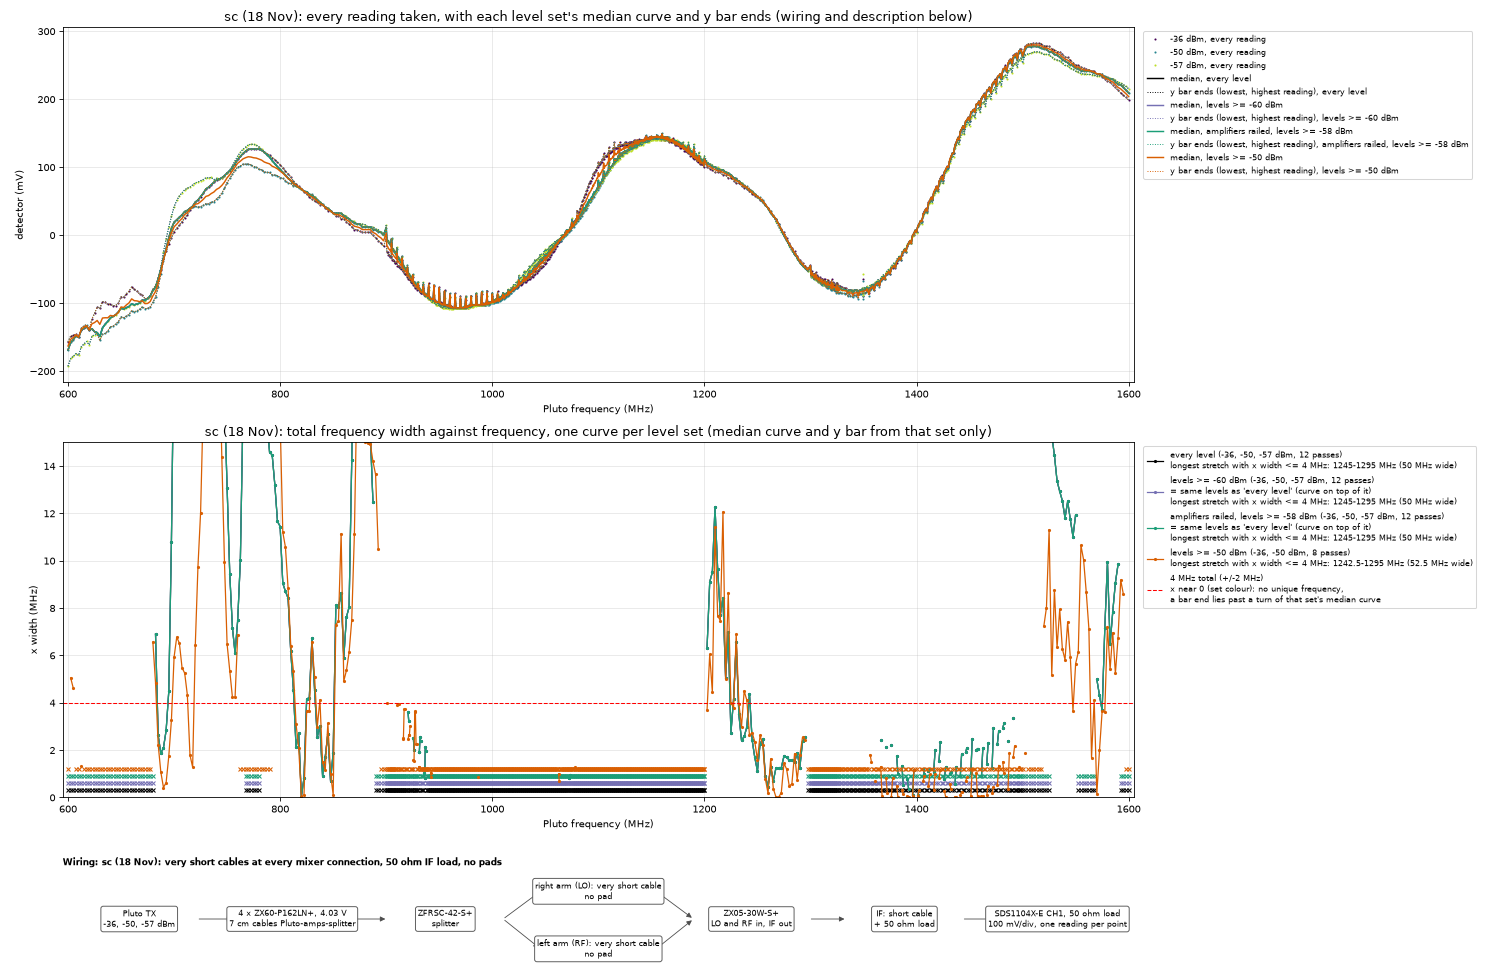 sc (18 Nov): every reading taken, with each level set's median curve and y bar ends (wiring and description below)
300
200
100
0
−100
−200
detector (mV)
600
800
1000
1200
1400
1600
Pluto frequency (MHz)
-36 dBm, every reading
-50 dBm, every reading
-57 dBm, every reading
median, every level
y bar ends (lowest, highest reading), every level
median, levels >= -60 dBm
y bar ends (lowest, highest reading), levels >= -60 dBm
median, amplifiers railed, levels >= -58 dBm
y bar ends (lowest, highest reading), amplifiers railed, levels >= -58 dBm
median, levels >= -50 dBm
y bar ends (lowest, highest reading), levels >= -50 dBm
sc (18 Nov): total frequency width against frequency, one curve per level set (median curve and y bar from that set only)
14
12
10
8
6
4
2
0
x width (MHz)
600
800
1000
1200
1400
1600
Pluto frequency (MHz)
every level (-36, -50, -57 dBm, 12 passes)
longest stretch with x width <= 4 MHz: 1245-1295 MHz (50 MHz wide)
levels >= -60 dBm (-36, -50, -57 dBm, 12 passes)
= same levels as 'every level' (curve on top of it)
longest stretch with x width <= 4 MHz: 1245-1295 MHz (50 MHz wide)
amplifiers railed, levels >= -58 dBm (-36, -50, -57 dBm, 12 passes)
= same levels as 'every level' (curve on top of it)
longest stretch with x width <= 4 MHz: 1245-1295 MHz (50 MHz wide)
levels >= -50 dBm (-36, -50 dBm, 8 passes)
longest stretch with x width <= 4 MHz: 1242.5-1295 MHz (52.5 MHz wide)
4 MHz total (+/-2 MHz)
x near 0 (set colour): no unique frequency,
a bar end lies past a turn of that set's median curve
Wiring: sc (18 Nov): very short cables at every mixer connection, 50 ohm IF load, no pads
Pluto TX
-36, -50, -57 dBm
4 x ZX60-P162LN+, 4.03 V
7 cm cables Pluto-amps-splitter
ZFRSC-42-S+
splitter
right arm (LO): very short cable
no pad
left arm (RF): very short cable
no pad
ZX05-30W-S+
LO and RF in, IF out
IF: short cable
+ 50 ohm load
SDS1104X-E CH1, 50 ohm load
100 mV/div, one reading per point